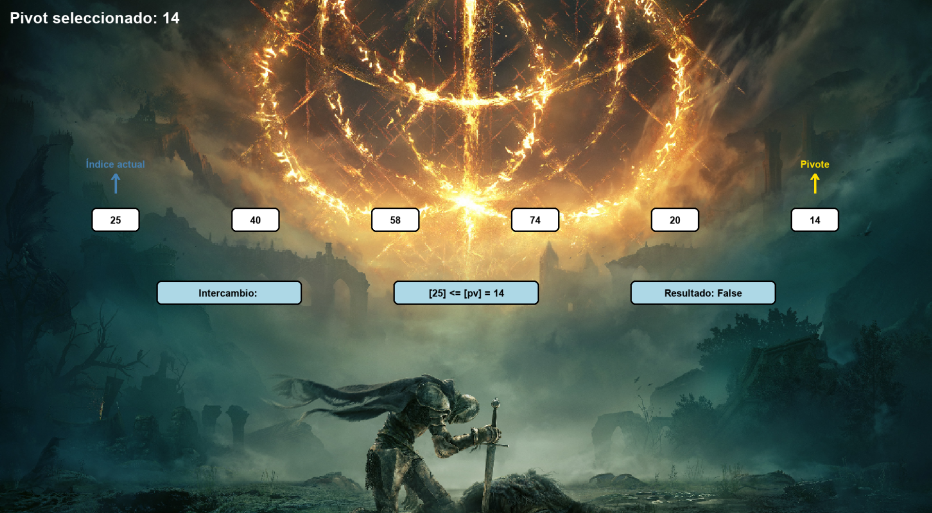 Pivot seleccionado: 14
Índice actual
Pivote
25
40
58
74
20
14
Intercambio:
[25] <= [pv] = 14
Resultado: False